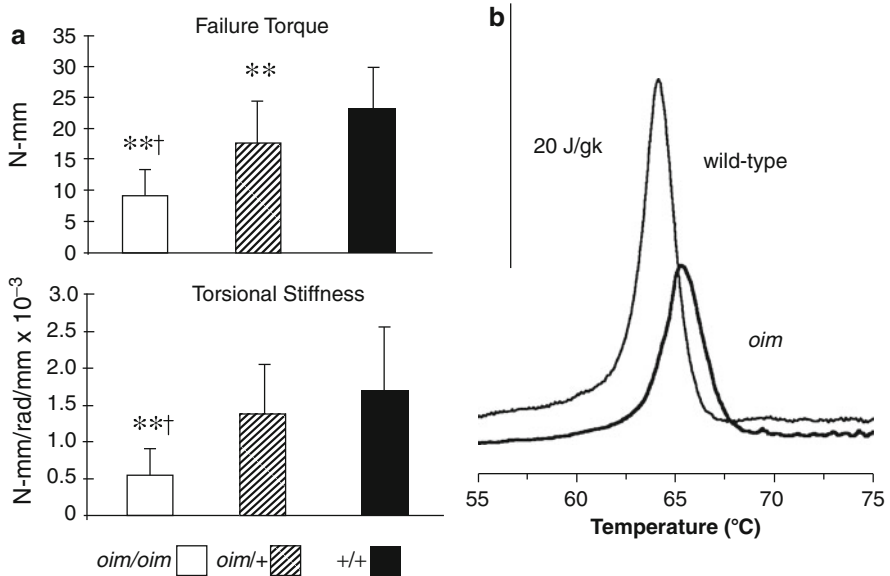 a
Failure Torque
N-mm
35
30
25
20
15
10
5
0
**†
**
Torsional Stiffness
N-mm/rad/mm x 10⁻³
3.0
2.5
2.0
1.5
1.0
0.5
0
**†
oim/oim oim/+ +/+
b
20 J/gk
wild-type
oim
55 60 65 70 75
Temperature (°C)